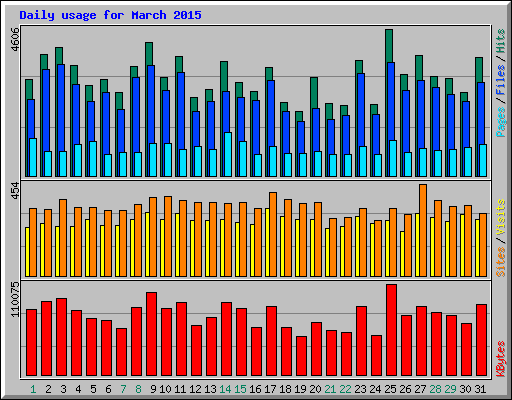 Daily usage for March 2015
4606
Pages / Files / Hits
454
Sites / Visits
110075
KBytes
1 2 3 4 5 6 7 8 9 10 11 12 13 14 15 16 17 18 19 20 21 22 23 24 25 26 27 28 29 30 31